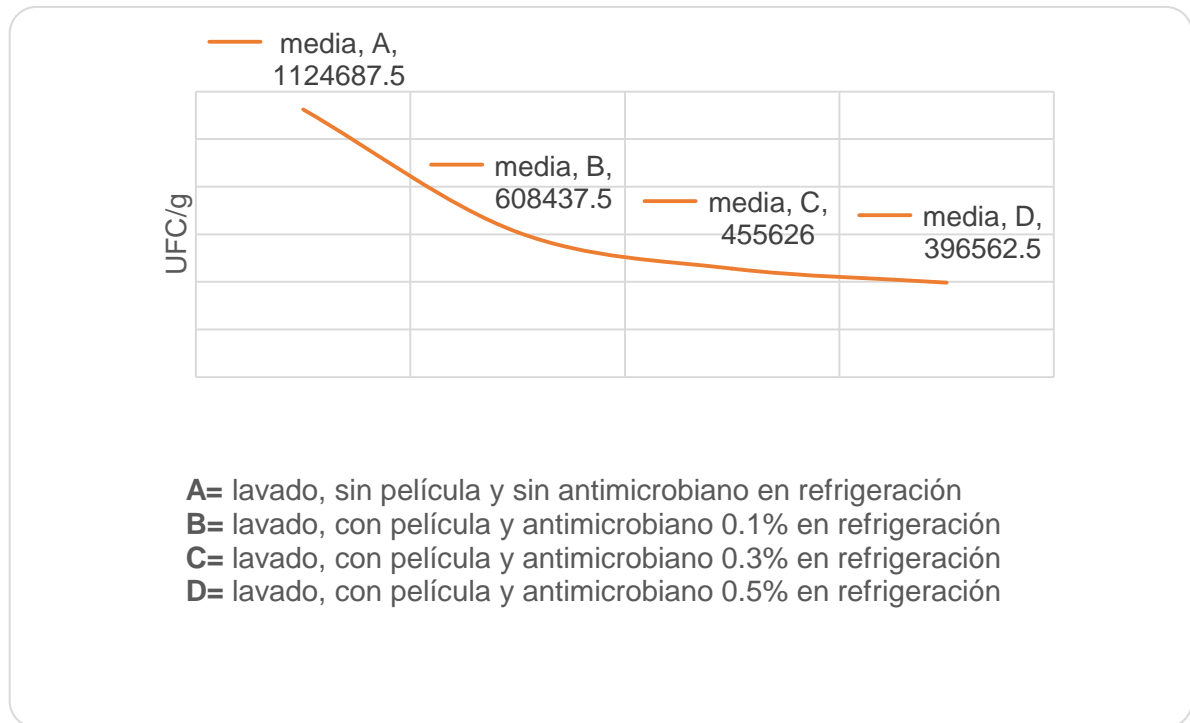 media, A,
1124687.5
media, B,
608437.5
media, C,
455626
media, D,
396562.5
UFC/g
A= lavado, sin película y sin antimicrobiano en refrigeración
B= lavado, con película y antimicrobiano 0.1% en refrigeración
C= lavado, con película y antimicrobiano 0.3% en refrigeración
D= lavado, con película y antimicrobiano 0.5% en refrigeración